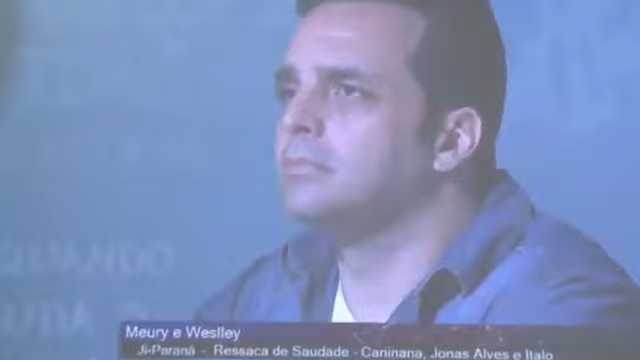 Meury e Weslley
Ji-Paraná - Ressaca de Saudade - Caninana, Jonas Alves e Italo